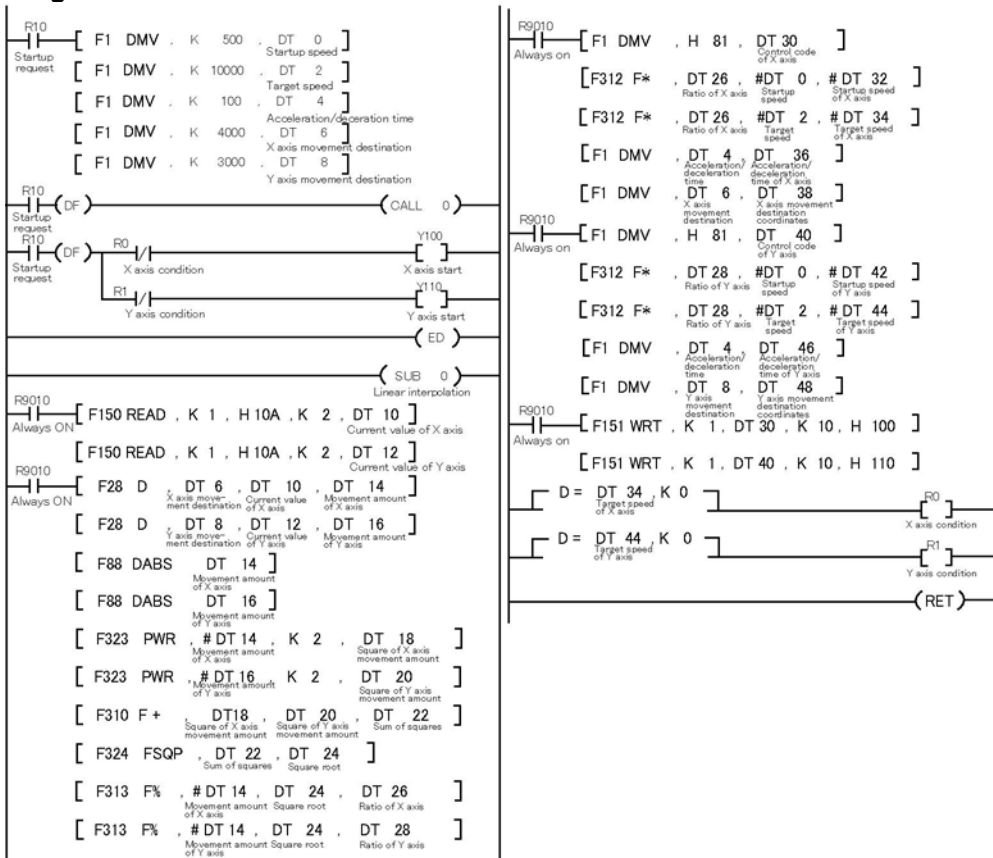 R10
[ F1 DMV , K 500 , DT 0 ]
Startup request
Startup speed
[ F1 DMV , K 10000 , DT 2 ]
Target speed
[ F1 DMV , K 100 , DT 4 ]
Acceleration/deceration time
[ F1 DMV , K 4000 , DT 6 ]
X axis movement destination
[ F1 DMV , K 3000 , DT 8 ]
Y axis movement destination
R10
(DF) (CALL 0)
Startup request
R10
(DF) R0 Y100
Startup request
X axis condition X axis start
R1 Y110
Y axis condition Y axis start
(ED)
(SUB 0)
Linear interpolation
R9010
[ F150 READ , K 1 , H 10A , K 2 , DT 10 ]
Always ON
Current value of X axis
[ F150 READ , K 1 , H 10A , K 2 , DT 12 ]
Current value of Y axis
R9010
[ F28 D , DT 6 , DT 10 , DT 14 ]
Always ON
X axis move-ment destination Current value of X axis Movement amount of X axis
[ F28 D , DT 8 , DT 12 , DT 16 ]
Y axis move-ment destination Current value of Y axis Movement amount of Y axis
[ F88 DABS DT 14 ]
Movement amount of X axis
[ F88 DABS DT 16 ]
Movement amount of Y axis
[ F323 PWR , # DT 14 , K 2 , DT 18 ]
Movement amount of X axis Square of X axis movement amount
[ F323 PWR , # DT 16 , K 2 , DT 20 ]
Movement amount of Y axis Square of Y axis movement amount
[ F310 F + , DT18 , DT 20 , DT 22 ]
Square of X axis movement amount Square of Y axis movement amount Sum of squares
[ F324 FSQP , DT 22 , DT 24 ]
Sum of squares Square root
[ F313 F% , # DT 14 , DT 24 , DT 26 ]
Movement amount of X axis Square root Ratio of X axis
[ F313 F% , # DT 14 , DT 24 , DT 28 ]
Movement amount of Y axis Square root Ratio of Y axis
R9010
[F1 DMV , H 81 , DT 30 ]
Always on
Control code of X axis
[F312 F* , DT 26 , #DT 0 , # DT 32 ]
Ratio of X axis Startup speed Startup speed of X axis
[F312 F* , DT 26 , #DT 2 , # DT 34 ]
Ratio of X axis Target speed Target speed of X axis
[F1 DMV , DT 4 , DT 36 ]
Acceleration/deceleration time Acceleration/deceleration time of X axis
[F1 DMV , DT 6 , DT 38 ]
X axis movement destination X axis movement destination coordinates
R9010
[F1 DMV , H 81 , DT 40 ]
Always on
Control code of Y axis
[F312 F* , DT 28 , #DT 0 , # DT 42 ]
Ratio of Y axis Startup speed Startup speed of Y axis
[F312 F* , DT 28 , #DT 2 , # DT 44 ]
Ratio of Y axis Target speed Target speed of Y axis
[F1 DMV , DT 4 , DT 46 ]
Acceleration/deceleration time Acceleration/deceleration time of Y axis
[F1 DMV , DT 8 , DT 48 ]
Y axis movement destination Y axis movement destination coordinates
R9010
[F151 WRT , K 1, DT 30 , K 10, H 100 ]
Always on
[F151 WRT , K 1, DT 40 , K 10, H 110 ]
D = DT 34 , K 0 R0
Target speed of X axis X axis condition
D = DT 44 , K 0 R1
Target speed of Y axis Y axis condition
(RET)